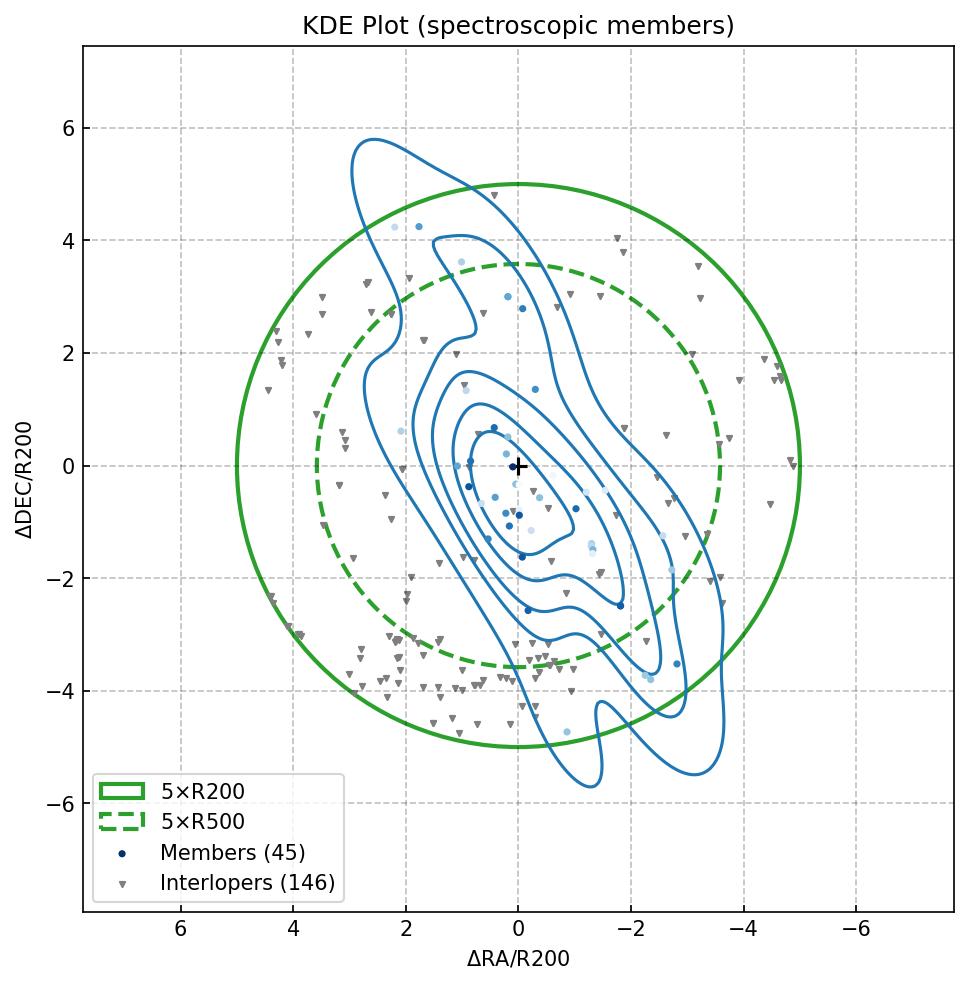 KDE Plot (spectroscopic members)
6
4
2
0
−2
−4
−6
ΔDEC/R200
5×R200
5×R500
Members (45)
Interlopers (146)
6 4 2 0 −2 −4 −6
ΔRA/R200